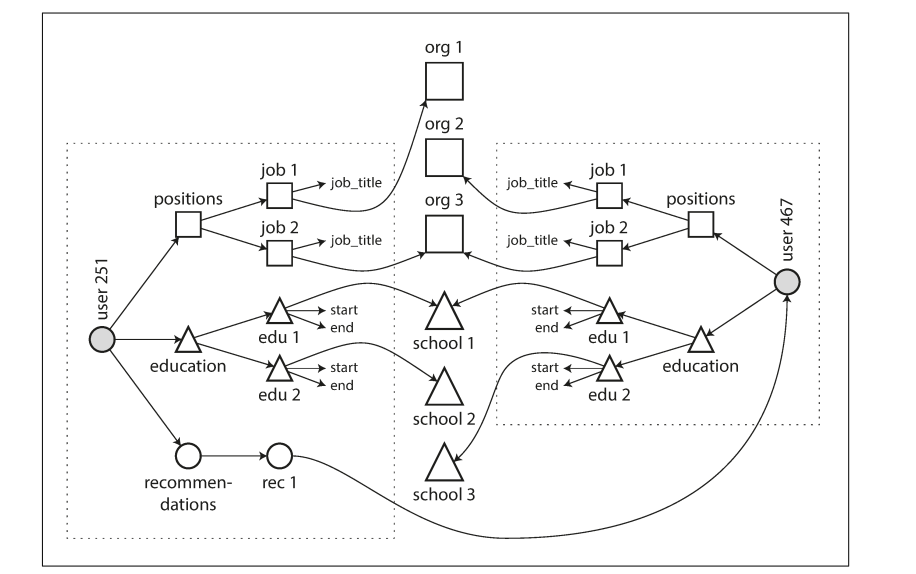 org 1
org 2
org 3
job 1
job_title
positions
job 2
job_title
user 251
education
edu 1
start
end
edu 2
start
end
recommen-
dations
rec 1
school 1
school 2
school 3
job 1
job_title
positions
job 2
job_title
user 467
edu 1
start
end
education
edu 2
start
end